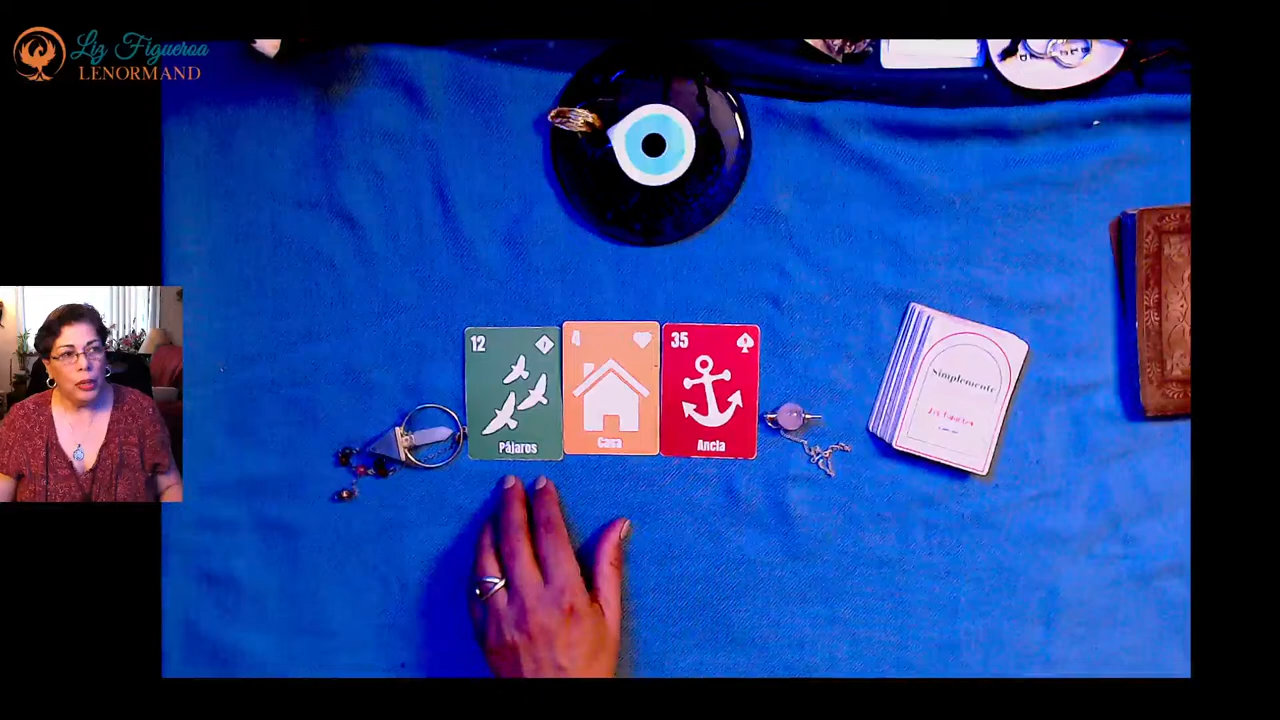 Liz Figueroa
LENORMAND
12
Pájaros
4
Casa
35
Ancla
Simplemente